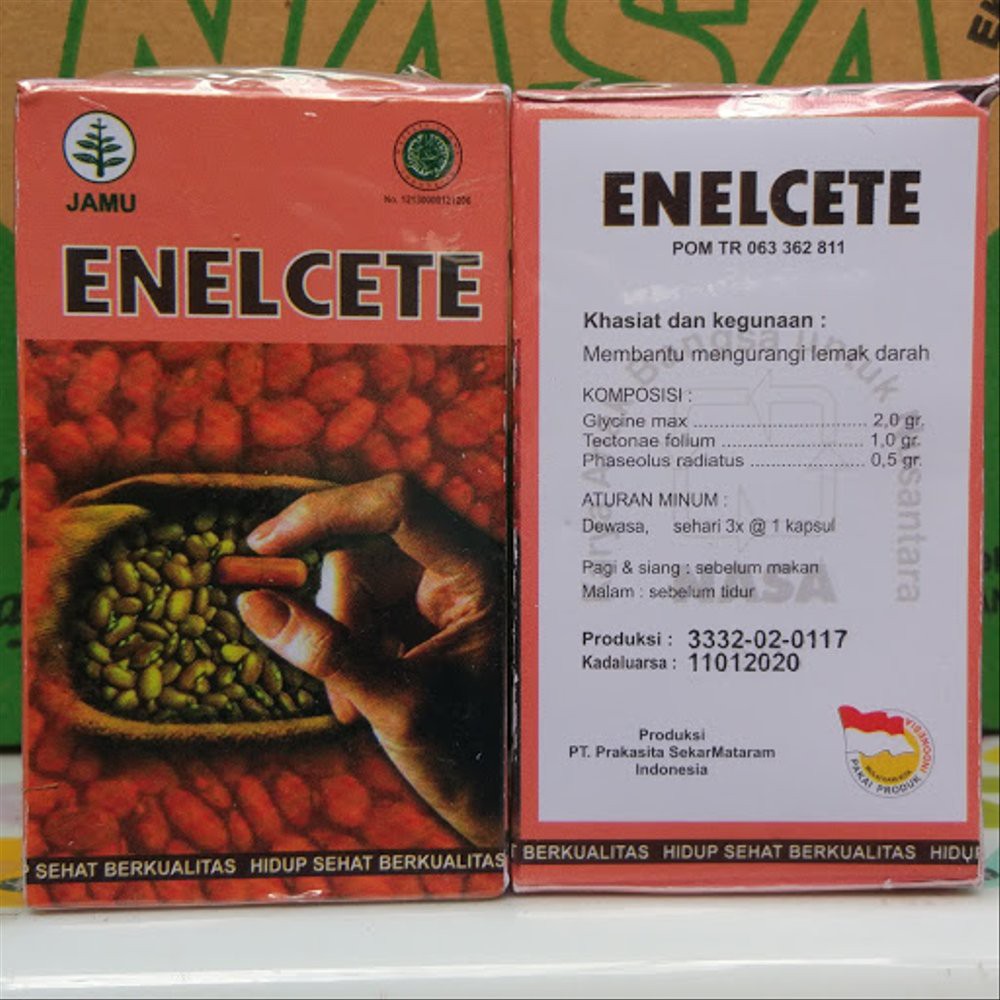 NASA
JAMU
ENELCETE
SEHAT BERKUALITAS HIDUP SEHAT BERKUALITAS
ENELCETE
POM TR 063 362 811
Khasiat dan kegunaan :
Membantu mengurangi lemak darah
KOMPOSISI :
Glycine max ........................................ 2,0 gr.
Tectonae folium .................................. 1,0 gr.
Phaseolus radiatus ............................ 0,5 gr.
ATURAN MINUM :
Dewasa, sehari 3x @ 1 kapsul
Pagi & siang : sebelum makan
Malam : sebelum tidur
NASA
Produksi : 3332-02-0117
Kadaluarsa : 11012020
Produksi
PT. Prakasita SekarMataram
Indonesia
PAKAI PRODUK INDONESIA
BERKUALITAS HIDUP SEHAT BERKUALITAS HIDU